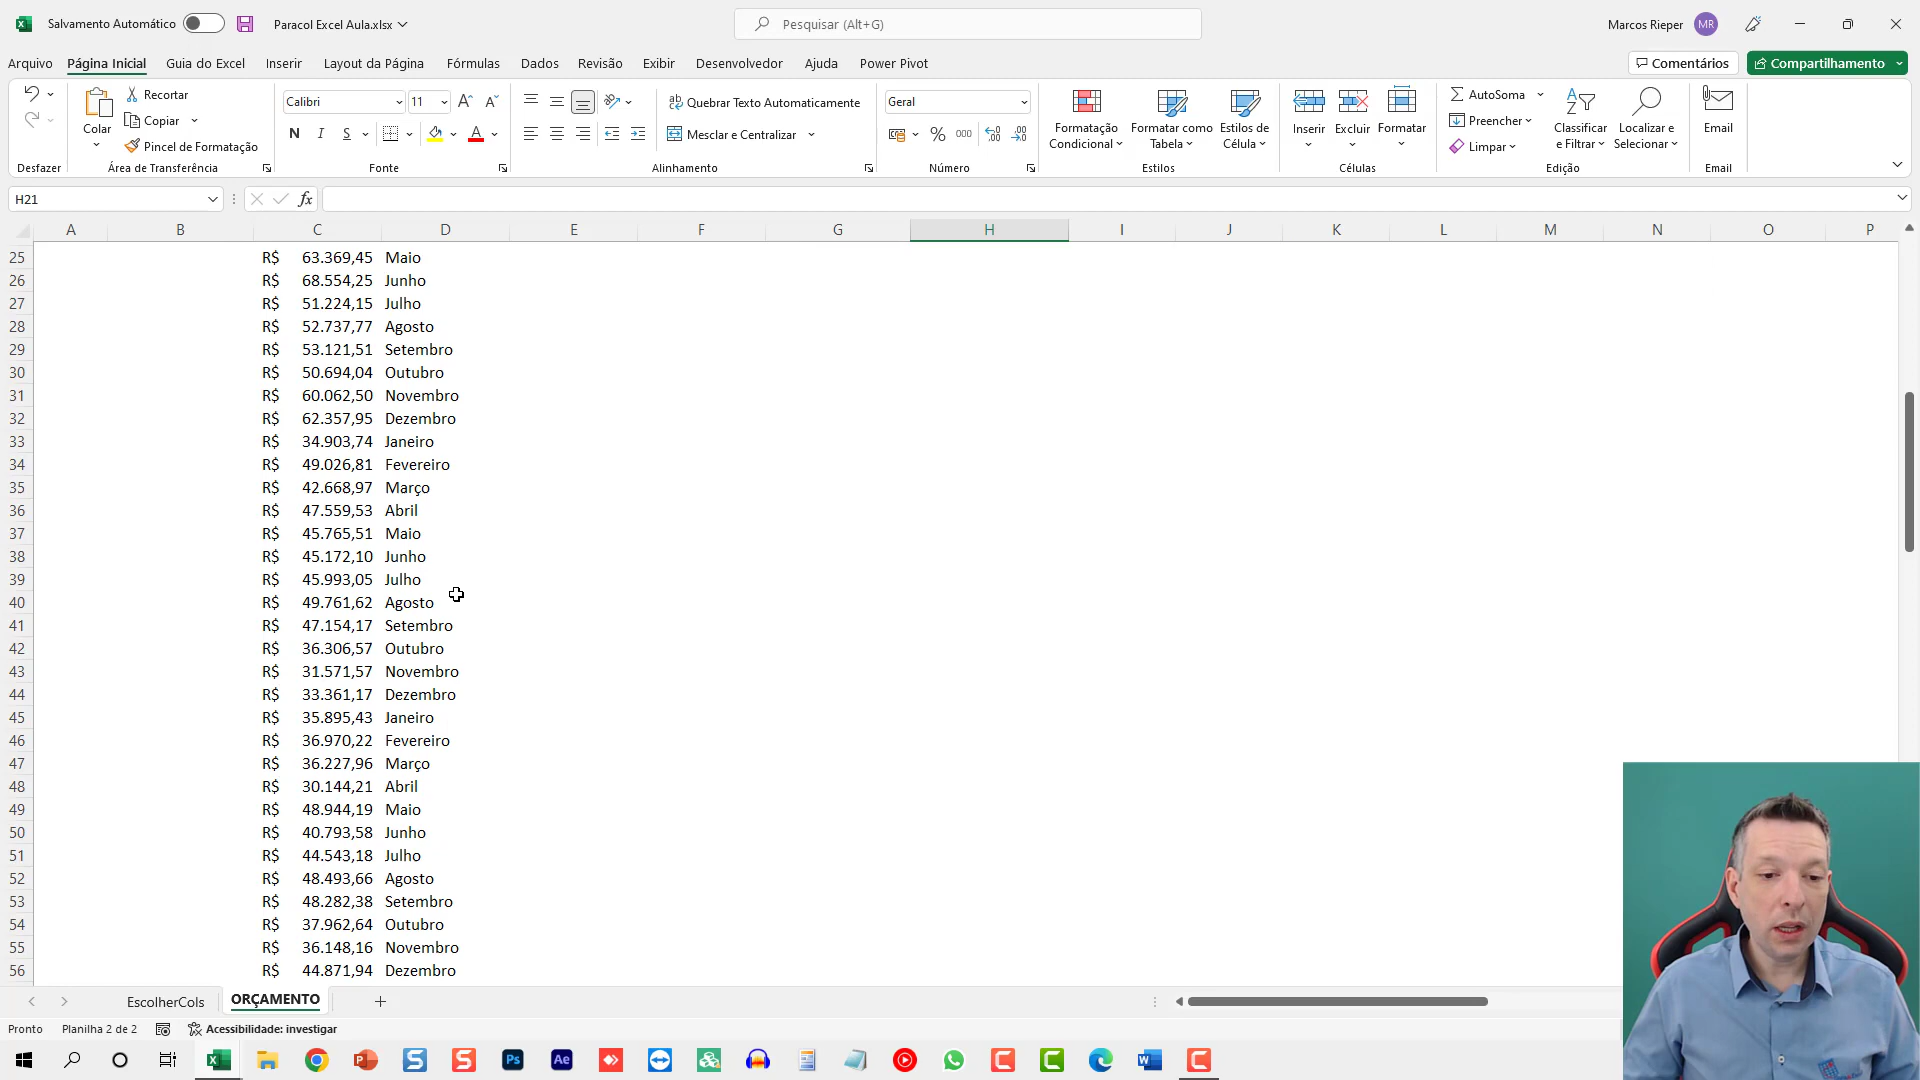 Salvamento Automático Paracol Excel Aula.xlsx Pesquisar (Alt+G) Marcos Rieper MR
Arquivo Página Inicial Guia do Excel Inserir Layout da Página Fórmulas Dados Revisão Exibir Desenvolvedor Ajuda Power Pivot Comentários Compartilhamento
Recortar Calibri 11 Quebrar Texto Automaticamente Geral AutoSoma
Colar Copiar Formatação Condicional Formatar como Tabela Estilos de Célula Inserir Excluir Formatar Preencher Classificar e Filtrar Localizar e Selecionar Email
Pincel de Formatação N I S A Mesclar e Centralizar % 000 Limpar
Desfazer Área de Transferência Fonte Alinhamento Número Estilos Células Edição Email
H21 fx
A B C D E F G H I J K L M N O P
25 R$ 63.369,45 Maio
26 R$ 68.554,25 Junho
27 R$ 51.224,15 Julho
28 R$ 52.737,77 Agosto
29 R$ 53.121,51 Setembro
30 R$ 50.694,04 Outubro
31 R$ 60.062,50 Novembro
32 R$ 62.357,95 Dezembro
33 R$ 34.903,74 Janeiro
34 R$ 49.026,81 Fevereiro
35 R$ 42.668,97 Março
36 R$ 47.559,53 Abril
37 R$ 45.765,51 Maio
38 R$ 45.172,10 Junho
39 R$ 45.993,05 Julho
40 R$ 49.761,62 Agosto
41 R$ 47.154,17 Setembro
42 R$ 36.306,57 Outubro
43 R$ 31.571,57 Novembro
44 R$ 33.361,17 Dezembro
45 R$ 35.895,43 Janeiro
46 R$ 36.970,22 Fevereiro
47 R$ 36.227,96 Março
48 R$ 30.144,21 Abril
49 R$ 48.944,19 Maio
50 R$ 40.793,58 Junho
51 R$ 44.543,18 Julho
52 R$ 48.493,66 Agosto
53 R$ 48.282,38 Setembro
54 R$ 37.962,64 Outubro
55 R$ 36.148,16 Novembro
56 R$ 44.871,94 Dezembro
EscolherCols ORÇAMENTO
Pronto Planilha 2 de 2 Acessibilidade: investigar